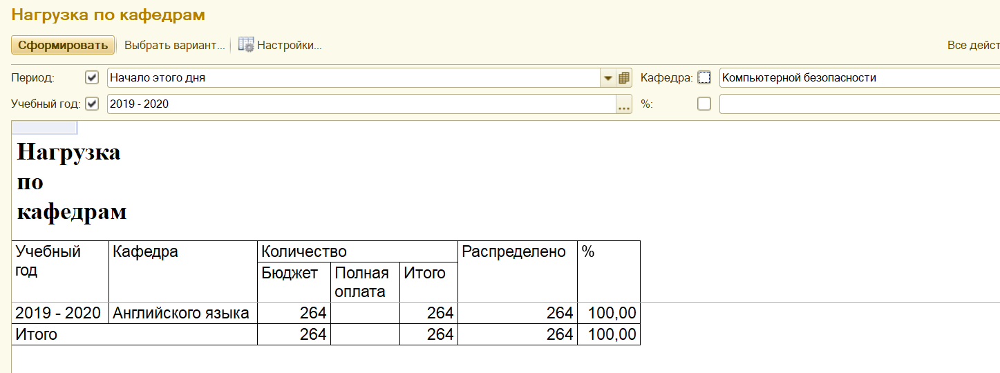 Нагрузка по кафедрам
Сформировать Выбрать вариант... Настройки... Все дейст
Период: Начало этого дня Кафедра: Компьютерной безопасности
Учебный год: 2019 - 2020 ... %:
Нагрузка
по
кафедрам
Учебный год Кафедра Количество Распределено %
Бюджет Полная оплата Итого
2019 - 2020 Английского языка 264 264 264 100,00
Итого 264 264 264 100,00